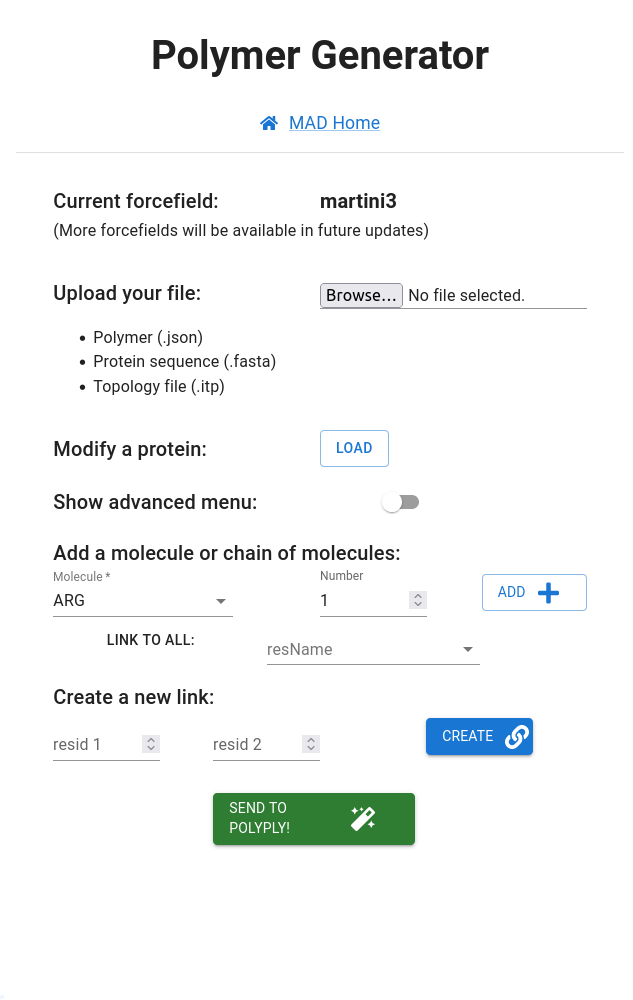 Polymer Generator
MAD Home
Current forcefield: martini3
(More forcefields will be available in future updates)
Upload your file: Browse... No file selected.
• Polymer (.json)
• Protein sequence (.fasta)
• Topology file (.itp)
Modify a protein: LOAD
Show advanced menu:
Add a molecule or chain of molecules:
Molecule * Number
ARG 1 ADD
LINK TO ALL: resName
Create a new link:
resid 1 resid 2 CREATE
SEND TO
POLYPLY!